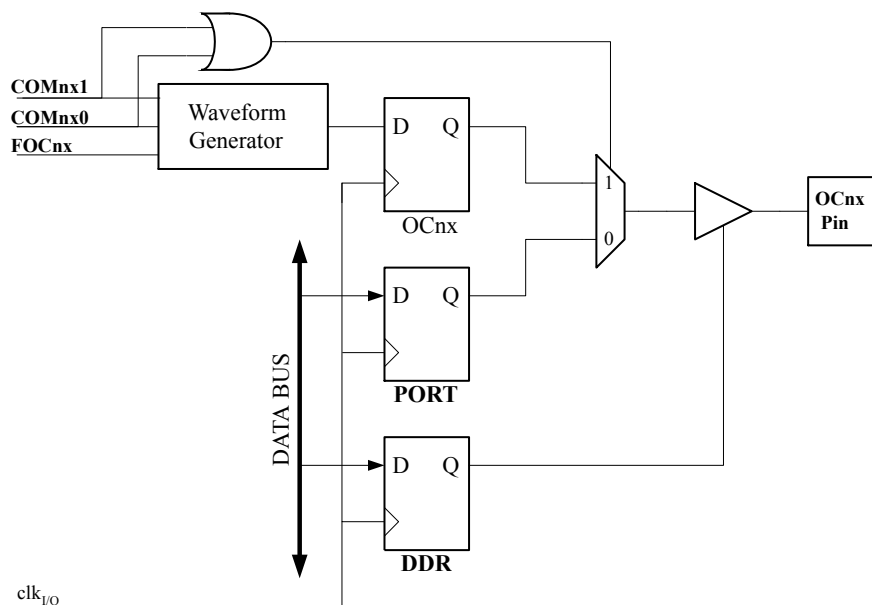 COMnx1
COMnx0
FOCnx
Waveform
Generator
D Q
OCnx
1
0
OCnx
Pin
D Q
PORT
DATA BUS
D Q
DDR
clkI/O